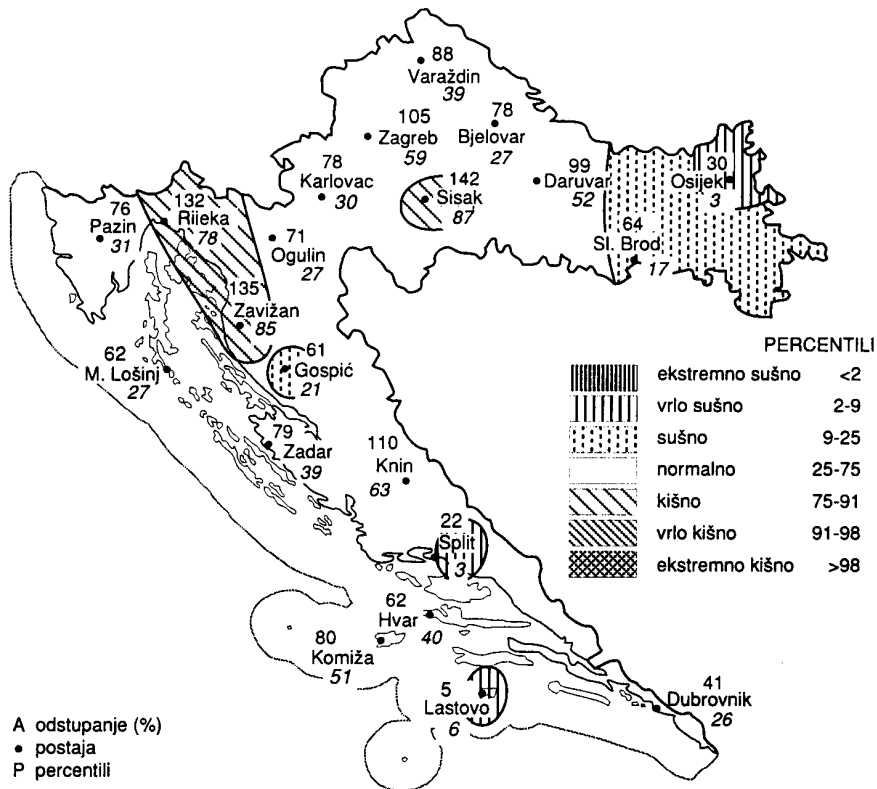 88
Varaždin
39
105
Zagreb
59
78
Bjelovar
27
78
Karlovac
30
142
Sisak
87
99
Daruvar
52
30
Osijek
3
64
Sl. Brod
17
76
Pazin
31
132
Rijeka
78
71
Ogulin
27
135
Zavižan
85
61
Gospić
21
62
M. Lošinj
27
79
Zadar
39
110
Knin
63
22
Split
3
62
Hvar
40
80
Komiža
51
5
Lastovo
6
41
Dubrovnik
26
PERCENTILI
ekstremno sušno <2
vrlo sušno 2-9
sušno 9-25
normalno 25-75
kišno 75-91
vrlo kišno 91-98
ekstremno kišno >98
A odstupanje (%)
● postaja
P percentili